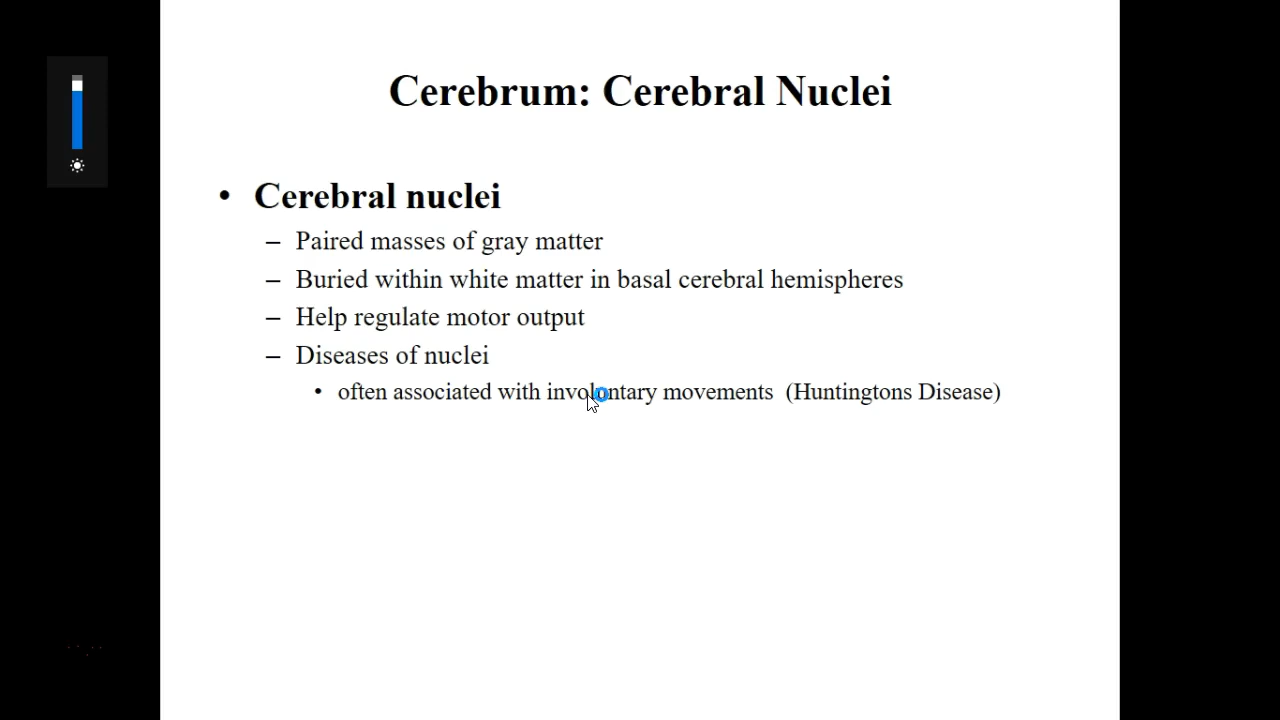 Cerebrum: Cerebral Nuclei
• Cerebral nuclei
– Paired masses of gray matter
– Buried within white matter in basal cerebral hemispheres
– Help regulate motor output
– Diseases of nuclei
• often associated with involontary movements (Huntingtons Disease)